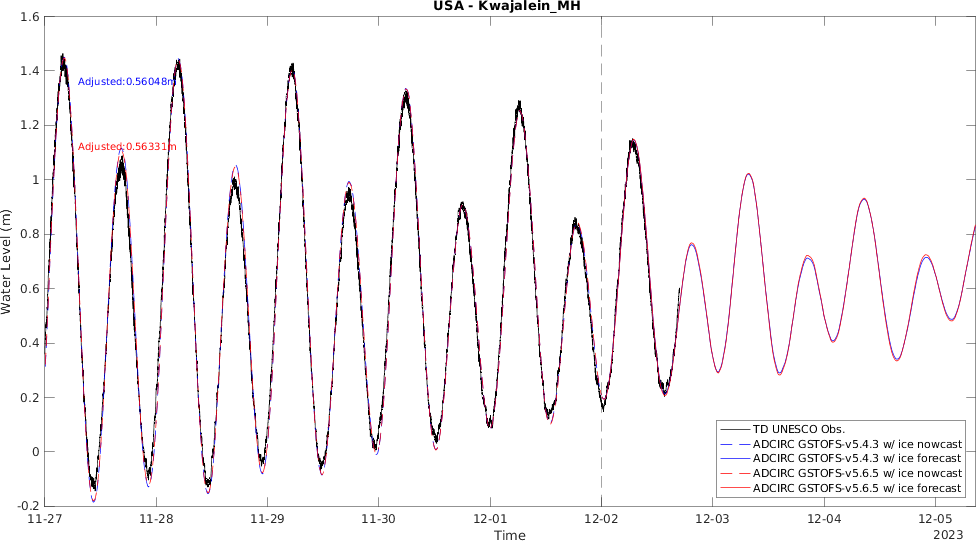 USA - Kwajalein_MH
1.6
1.4
1.2
1
0.8
0.6
0.4
0.2
0
-0.2
Water Level (m)
Adjusted:0.56048m
Adjusted:0.56331m
TD UNESCO Obs.
ADCIRC GSTOFS-v5.4.3 w/ ice nowcast
ADCIRC GSTOFS-v5.4.3 w/ ice forecast
ADCIRC GSTOFS-v5.6.5 w/ ice nowcast
ADCIRC GSTOFS-v5.6.5 w/ ice forecast
11-27 11-28 11-29 11-30 12-01 12-02 12-03 12-04 12-05
Time
2023